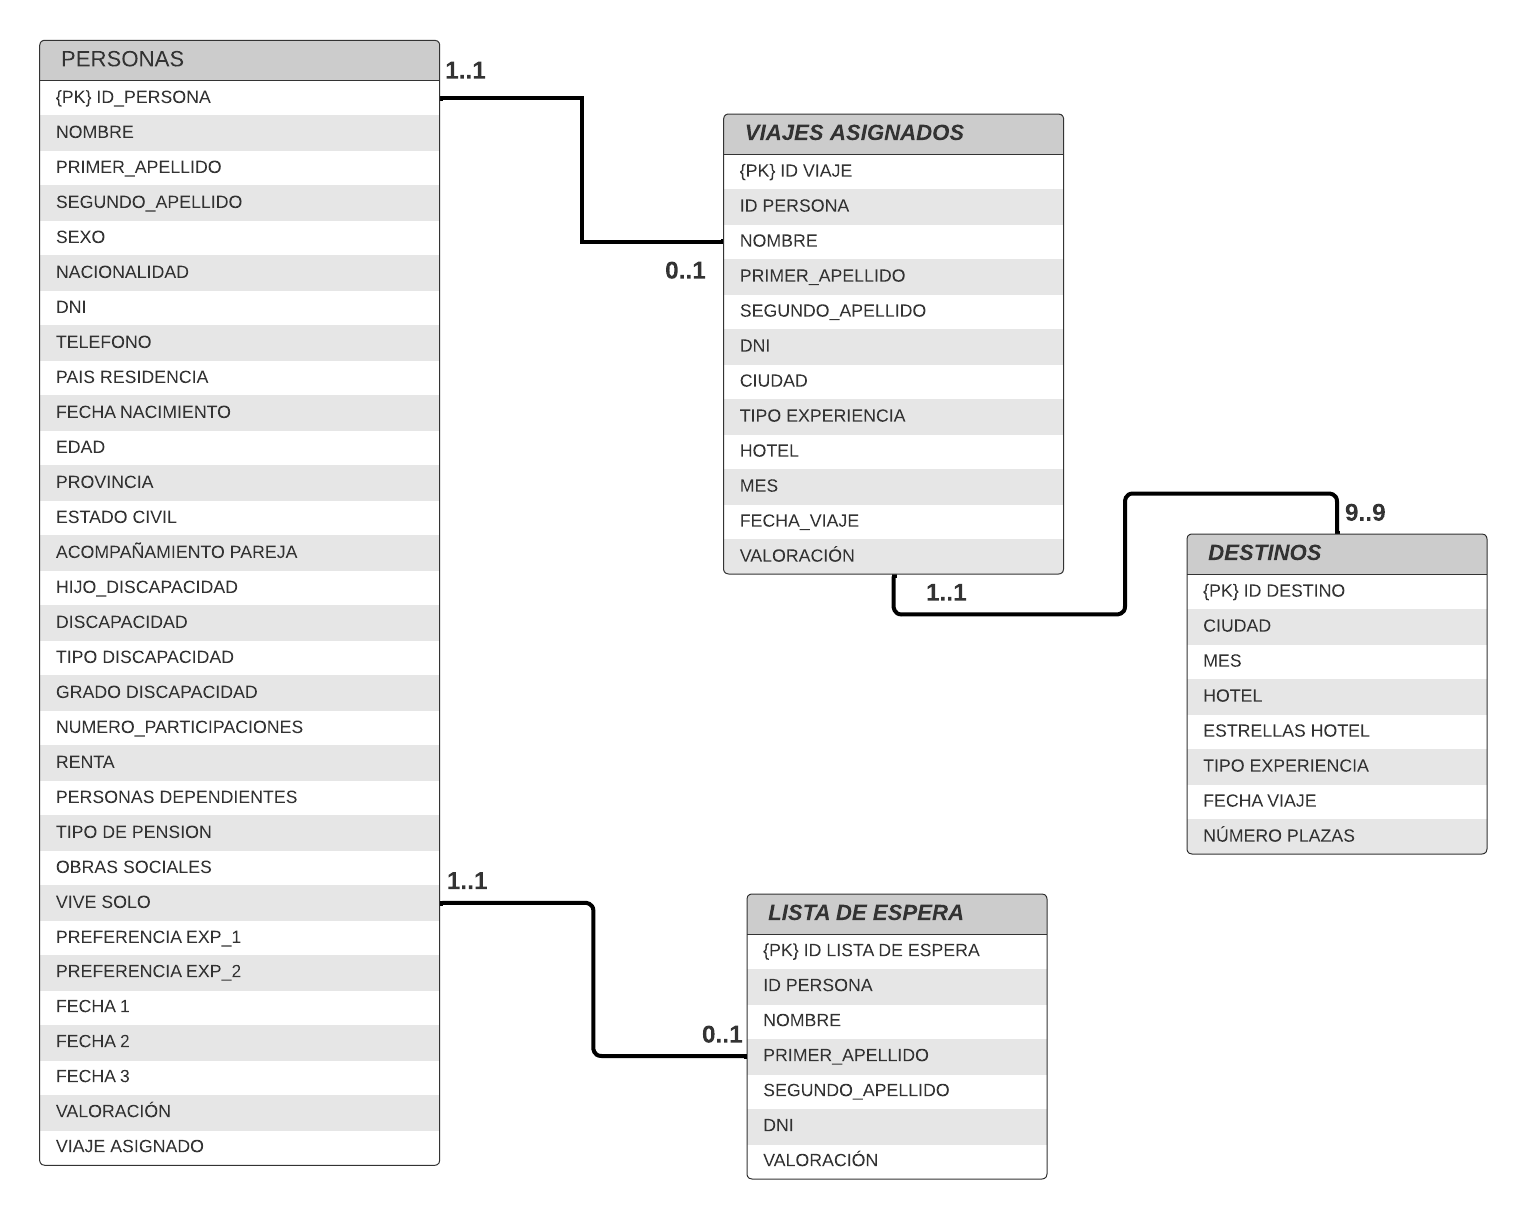 PERSONAS
{PK} ID_PERSONA
NOMBRE
PRIMER_APELLIDO
SEGUNDO_APELLIDO
SEXO
NACIONALIDAD
DNI
TELEFONO
PAIS RESIDENCIA
FECHA NACIMIENTO
EDAD
PROVINCIA
ESTADO CIVIL
ACOMPAÑAMIENTO PAREJA
HIJO_DISCAPACIDAD
DISCAPACIDAD
TIPO DISCAPACIDAD
GRADO DISCAPACIDAD
NUMERO_PARTICIPACIONES
RENTA
PERSONAS DEPENDIENTES
TIPO DE PENSION
OBRAS SOCIALES
VIVE SOLO
PREFERENCIA EXP_1
PREFERENCIA EXP_2
FECHA 1
FECHA 2
FECHA 3
VALORACIÓN
VIAJE ASIGNADO
1..1
0..1
VIAJES ASIGNADOS
{PK} ID VIAJE
ID PERSONA
NOMBRE
PRIMER_APELLIDO
SEGUNDO_APELLIDO
DNI
CIUDAD
TIPO EXPERIENCIA
HOTEL
MES
FECHA_VIAJE
VALORACIÓN
1..1
9..9
DESTINOS
{PK} ID DESTINO
CIUDAD
MES
HOTEL
ESTRELLAS HOTEL
TIPO EXPERIENCIA
FECHA VIAJE
NÚMERO PLAZAS
1..1
0..1
LISTA DE ESPERA
{PK} ID LISTA DE ESPERA
ID PERSONA
NOMBRE
PRIMER_APELLIDO
SEGUNDO_APELLIDO
DNI
VALORACIÓN